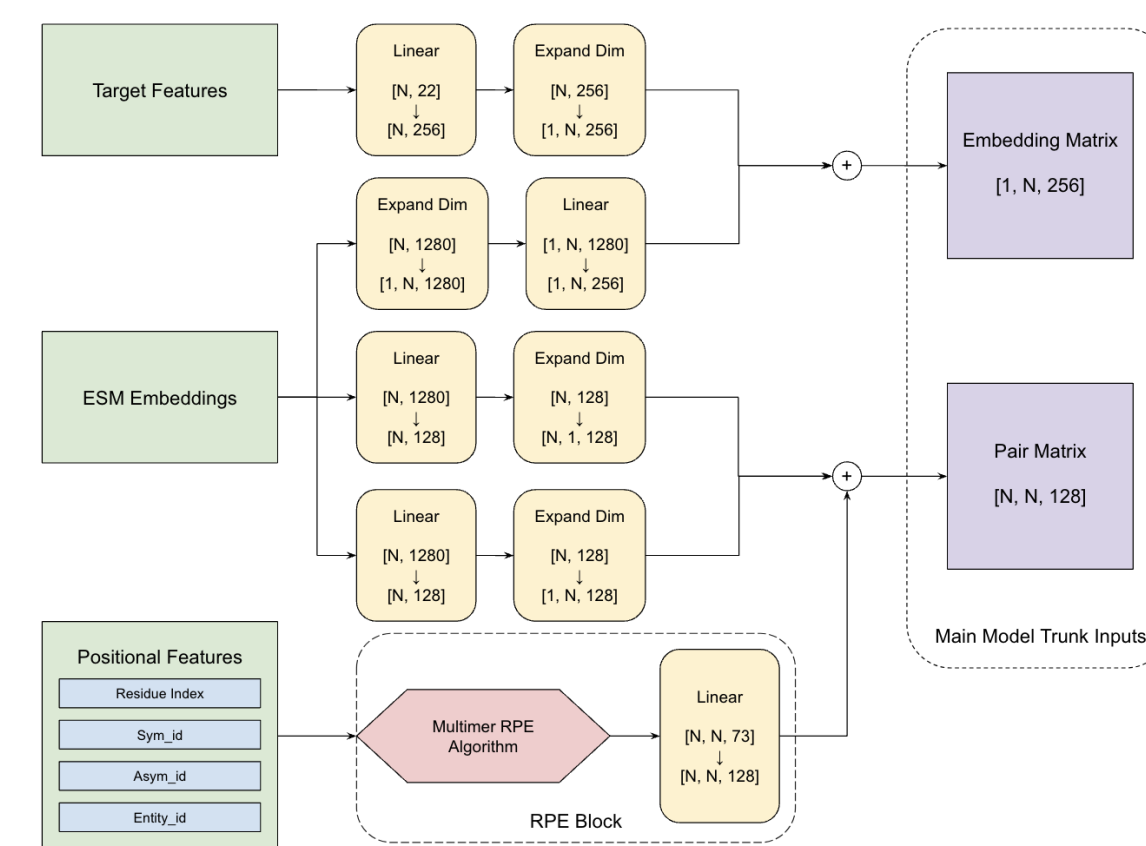 Target Features
Linear
[N, 22]
↓
[N, 256]
Expand Dim
[N, 256]
↓
[1, N, 256]
Expand Dim
[N, 1280]
↓
[1, N, 1280]
Linear
[1, N, 1280]
↓
[1, N, 256]
+
Embedding Matrix
[1, N, 256]
ESM Embeddings
Linear
[N, 1280]
↓
[N, 128]
Expand Dim
[N, 128]
↓
[N, 1, 128]
Linear
[N, 1280]
↓
[N, 128]
Expand Dim
[N, 128]
↓
[1, N, 128]
+
Pair Matrix
[N, N, 128]
Main Model Trunk Inputs
Positional Features
Residue Index
Sym_id
Asym_id
Entity_id
Multimer RPE
Algorithm
Linear
[N, N, 73]
↓
[N, N, 128]
RPE Block